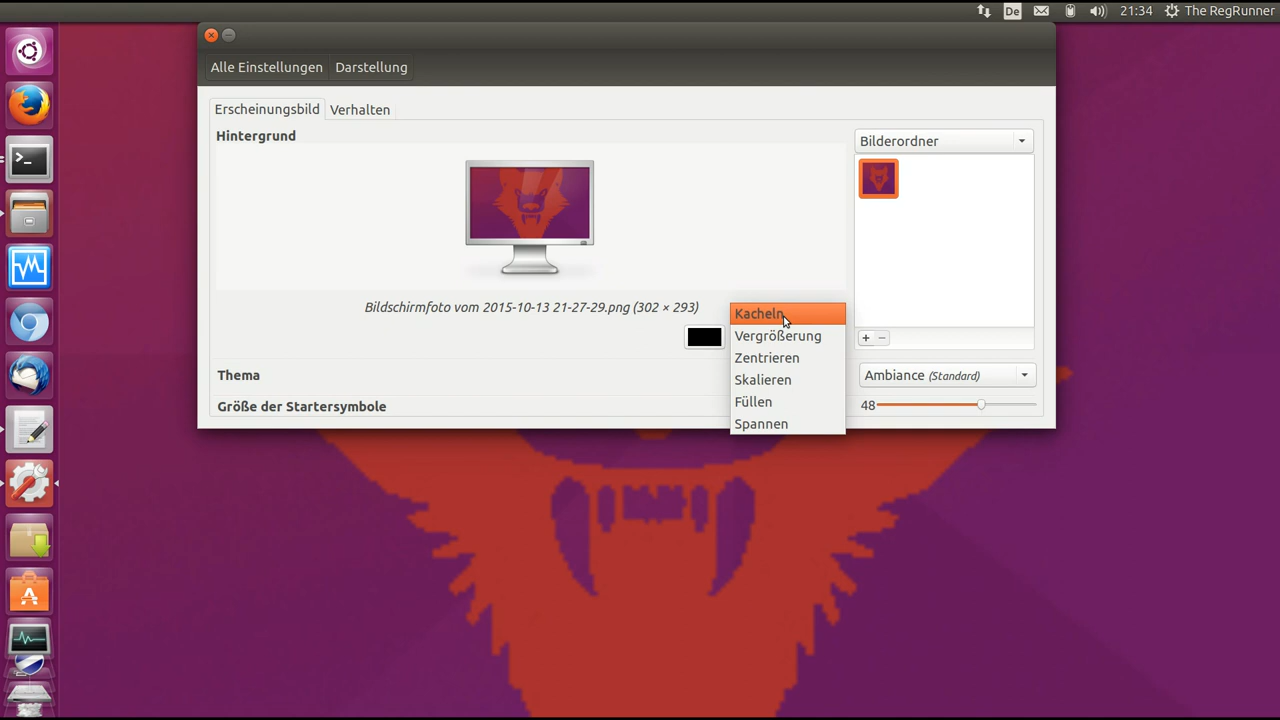 De 21:34 The RegRunner
Alle Einstellungen Darstellung
Erscheinungsbild Verhalten
Hintergrund
Bilderordner
Bildschirmfoto vom 2015-10-13 21-27-29.png (302 × 293)
Kacheln
Vergrößerung
Zentrieren
Skalieren
Füllen
Spannen
Thema
Ambiance (Standard)
Größe der Startersymbole
48